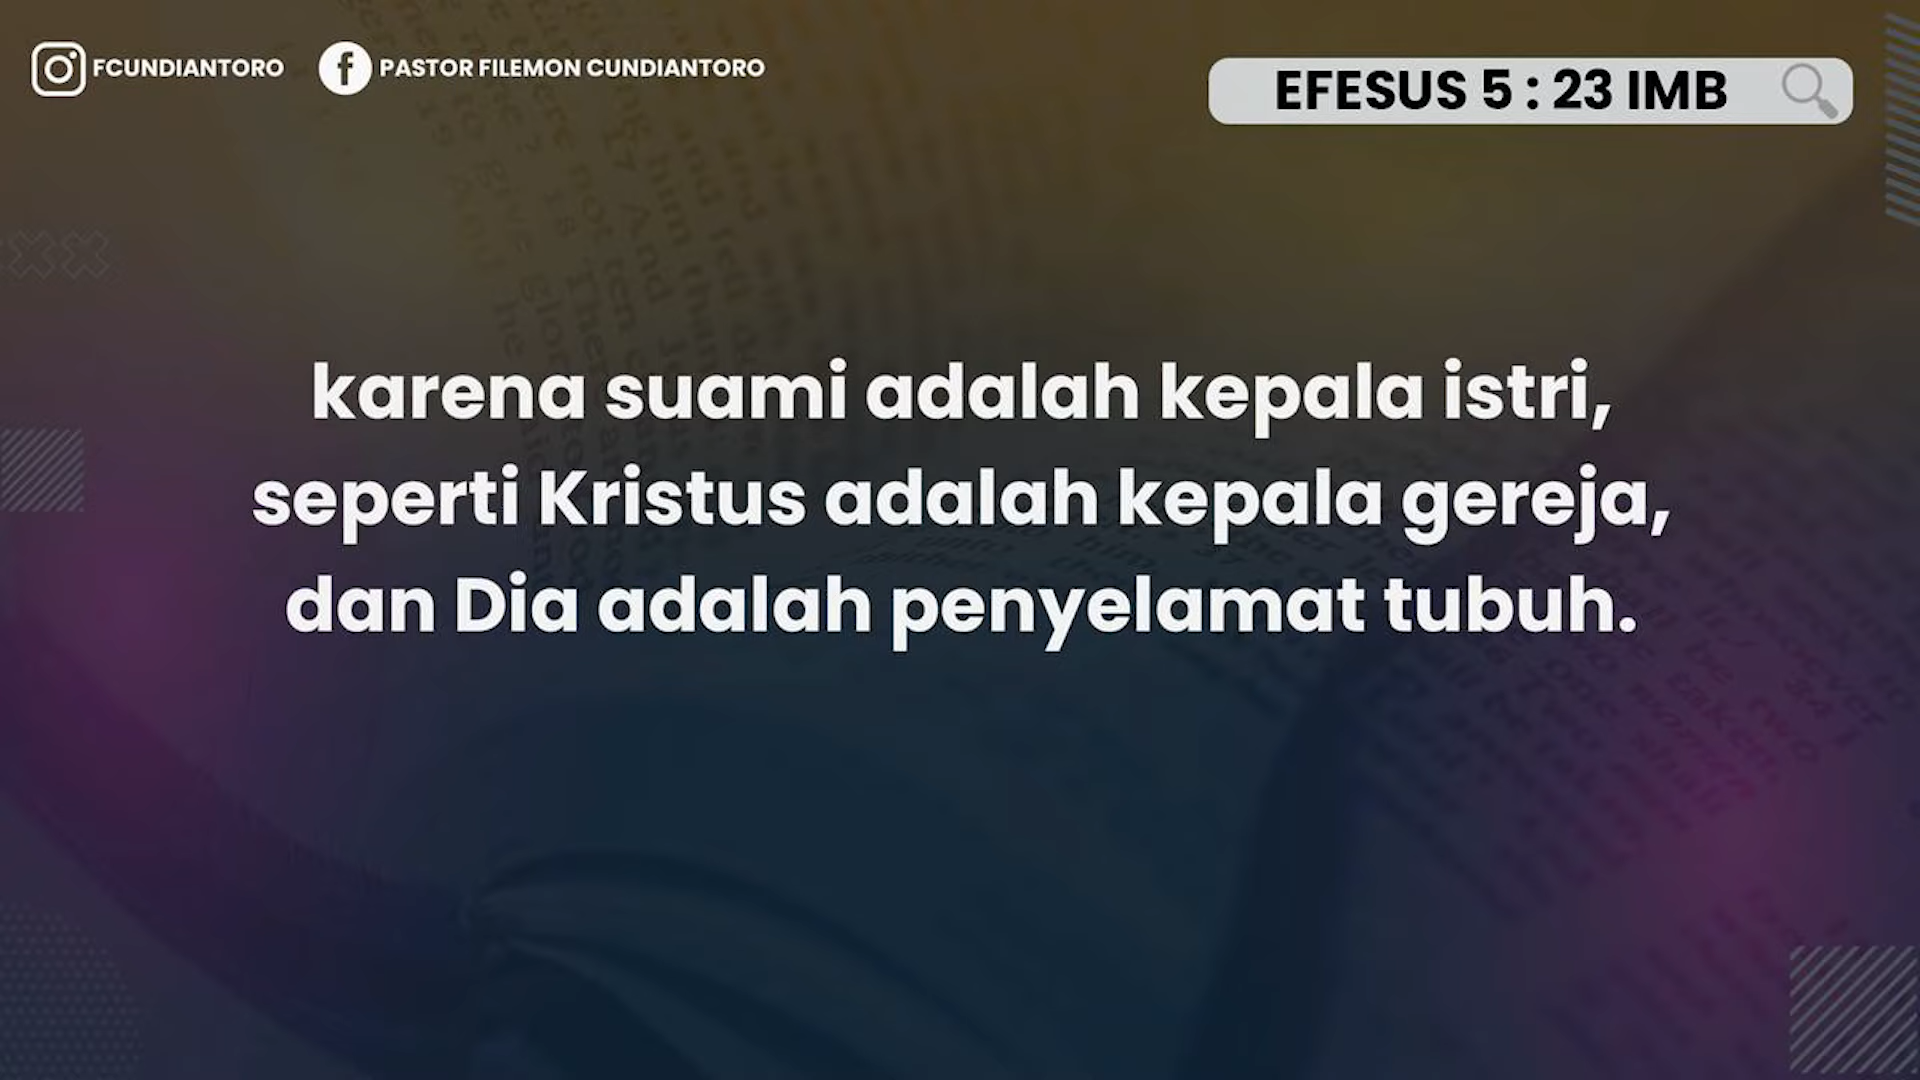 FCUNDIANTORO
PASTOR FILEMON CUNDIANTORO
EFESUS 5 : 23 IMB
karena suami adalah kepala istri,
seperti Kristus adalah kepala gereja,
dan Dia adalah penyelamat tubuh.